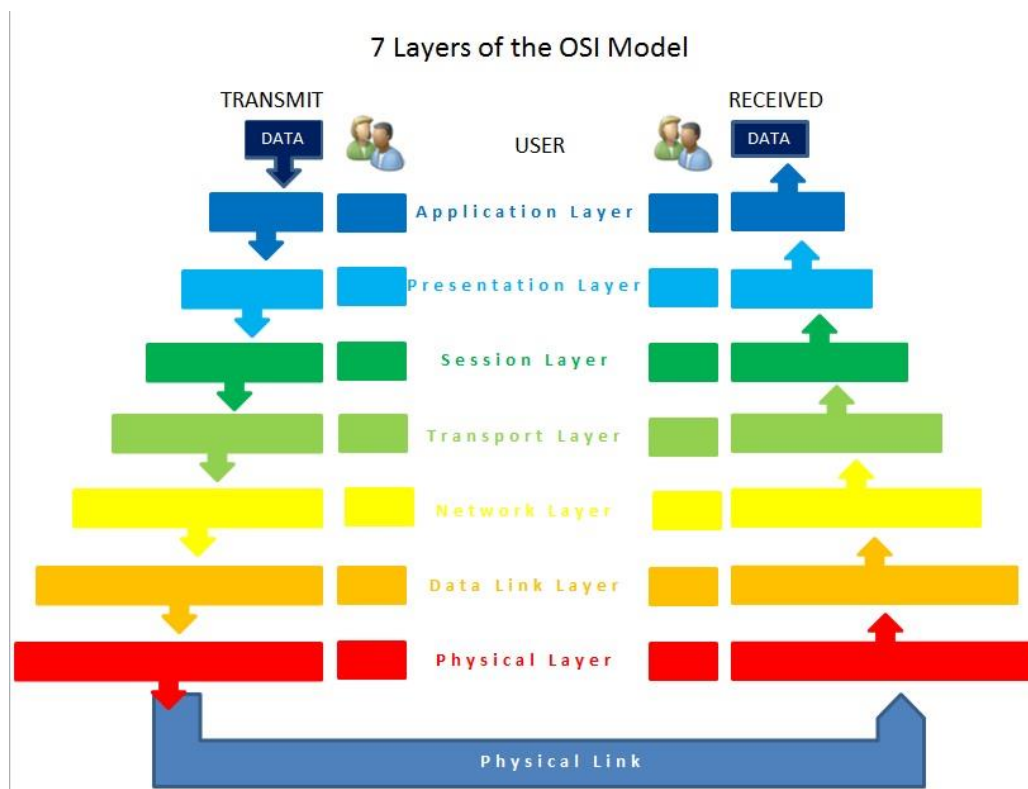 7 Layers of the OSI Model
TRANSMIT
RECEIVED
DATA
USER
DATA
Application Layer
Presentation Layer
Session Layer
Transport Layer
Network Layer
Data Link Layer
Physical Layer
Physical Link